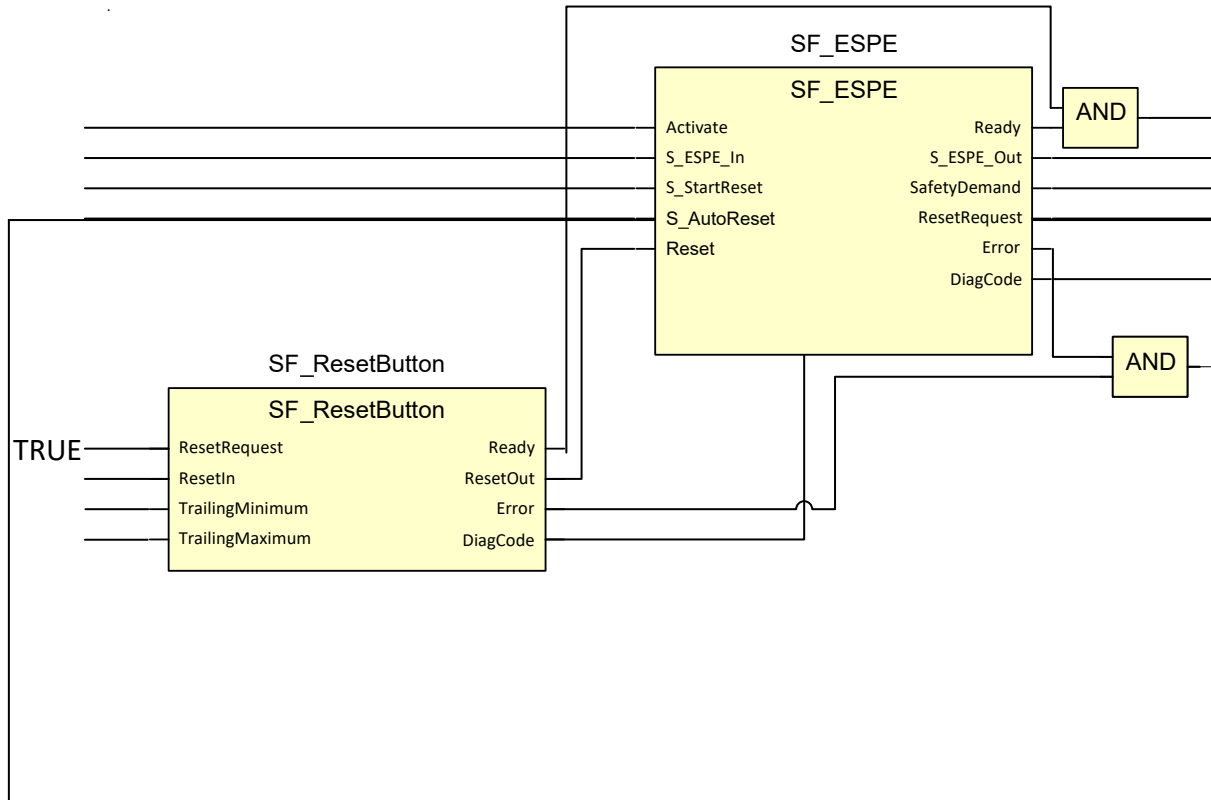 SF_ESPE
SF_ESPE
AND
Activate
Ready
S_ESPE_In
S_ESPE_Out
S_StartReset
SafetyDemand
S_AutoReset
ResetRequest
Reset
Error
DiagCode
AND
SF_ResetButton
SF_ResetButton
TRUE
ResetRequest
Ready
ResetIn
ResetOut
TrailingMinimum
Error
TrailingMaximum
DiagCode